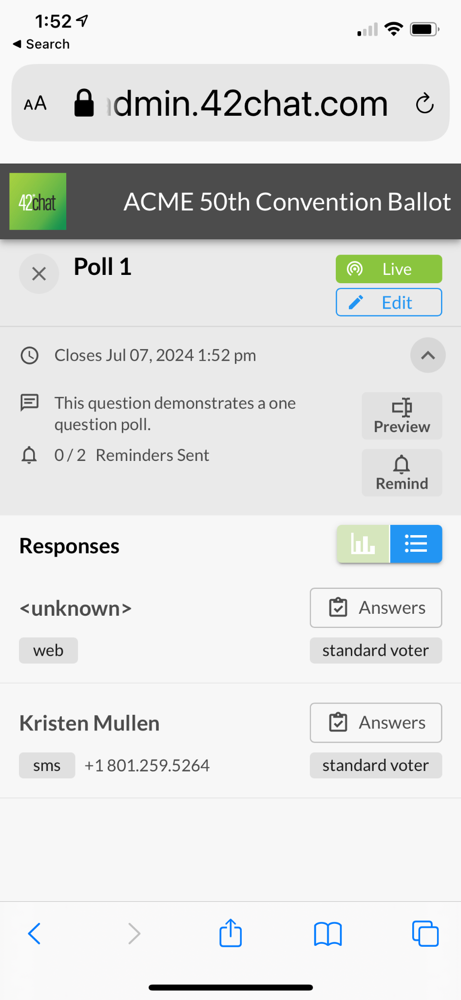 1:52
◀ Search
AA dmin.42chat.com
42*chat
ACME 50th Convention Ballot
Poll 1
Live
Edit
Closes Jul 07, 2024 1:52 pm
This question demonstrates a one
question poll.
Preview
0 / 2 Reminders Sent
Remind
Responses
<unknown>
Answers
web
standard voter
Kristen Mullen
Answers
sms +1 801.259.5264
standard voter